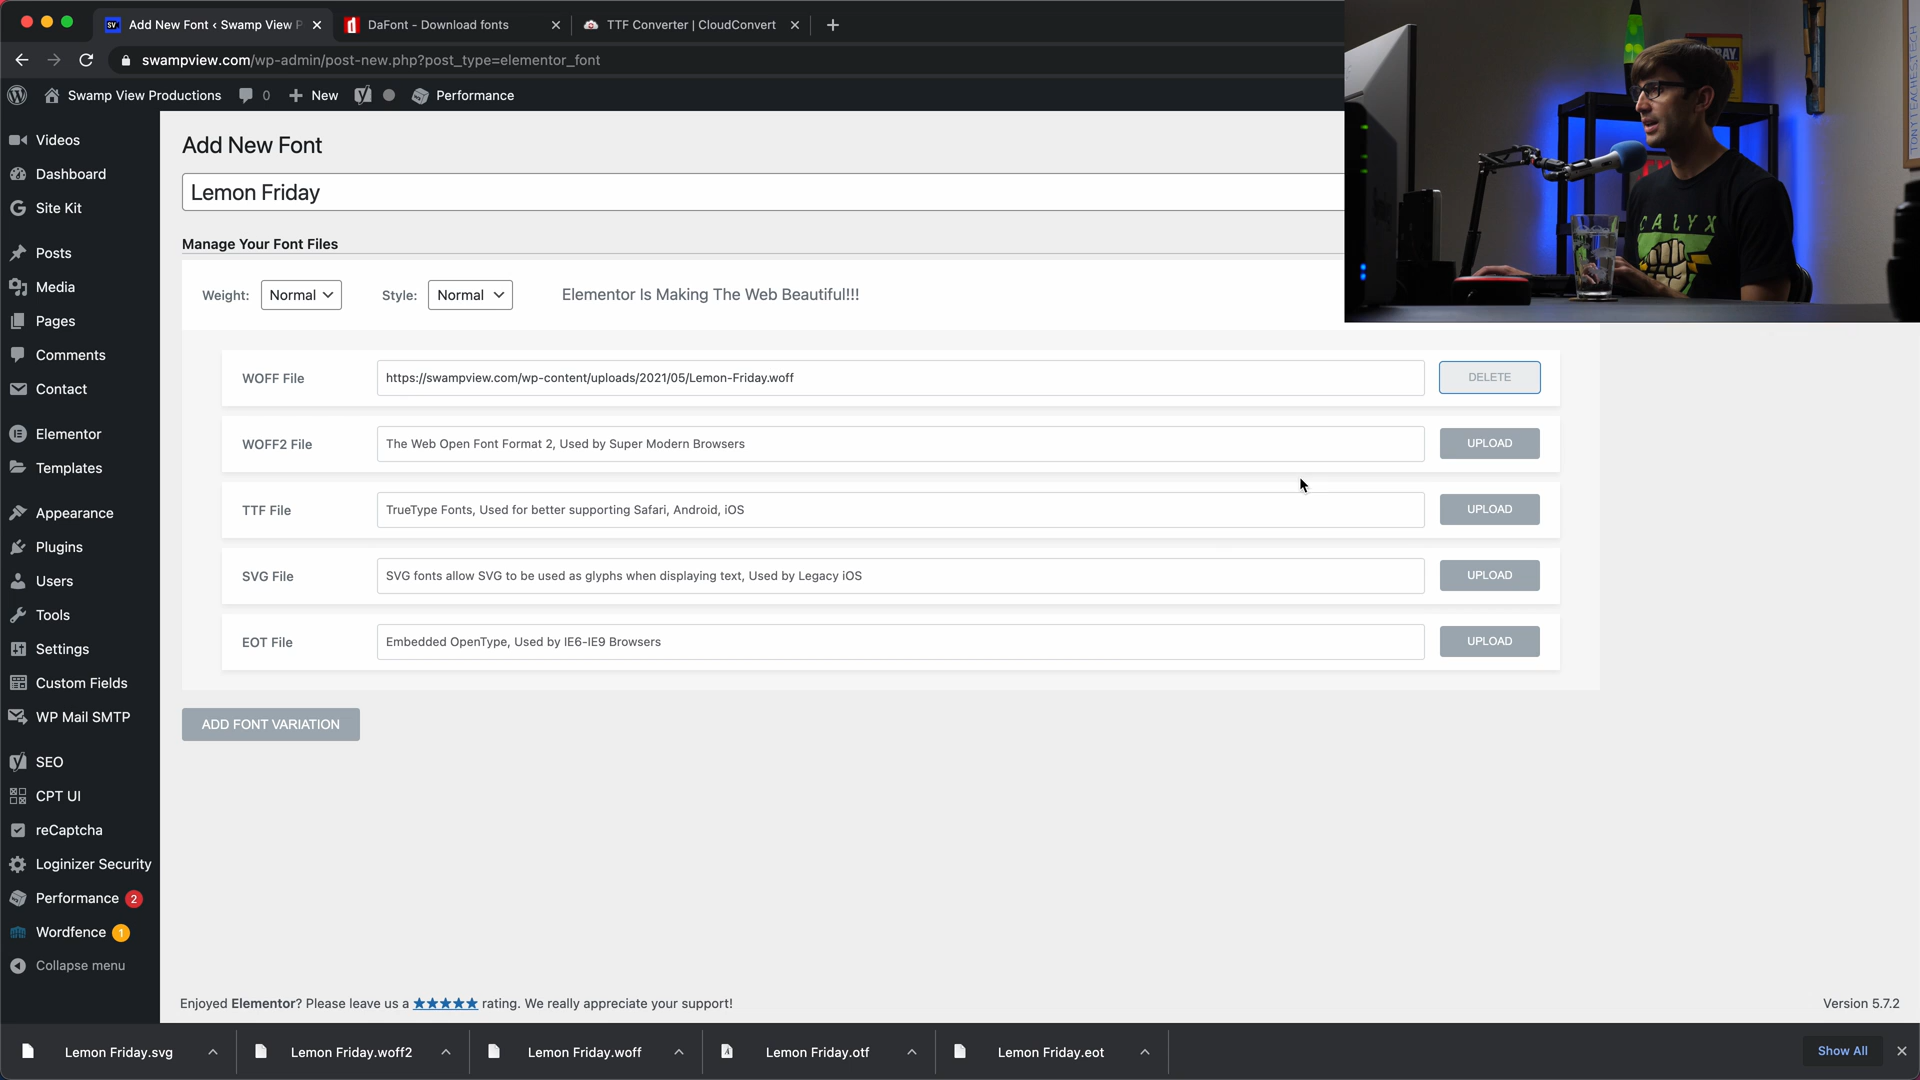 Add New Font ‹ Swamp View P
DaFont - Download fonts
TTF Converter | CloudConvert
swampview.com/wp-admin/post-new.php?post_type=elementor_font
Swamp View Productions
0
New
Performance
Videos
Dashboard
Site Kit
Posts
Media
Pages
Comments
Contact
Elementor
Templates
Appearance
Plugins
Users
Tools
Settings
Custom Fields
WP Mail SMTP
SEO
CPT UI
reCaptcha
Loginizer Security
Performance 2
Wordfence 1
Collapse menu
Add New Font
Lemon Friday
Manage Your Font Files
Weight: Normal Style: Normal Elementor Is Making The Web Beautiful!!!
WOFF File https://swampview.com/wp-content/uploads/2021/05/Lemon-Friday.woff DELETE
WOFF2 File The Web Open Font Format 2, Used by Super Modern Browsers UPLOAD
TTF File TrueType Fonts, Used for better supporting Safari, Android, iOS UPLOAD
SVG File SVG fonts allow SVG to be used as glyphs when displaying text, Used by Legacy iOS UPLOAD
EOT File Embedded OpenType, Used by IE6-IE9 Browsers UPLOAD
ADD FONT VARIATION
CALYX
TONYTEACHES.TECH
Enjoyed Elementor? Please leave us a ★★★★★ rating. We really appreciate your support!
Version 5.7.2
Lemon Friday.svg
Lemon Friday.woff2
Lemon Friday.woff
Lemon Friday.otf
Lemon Friday.eot
Show All